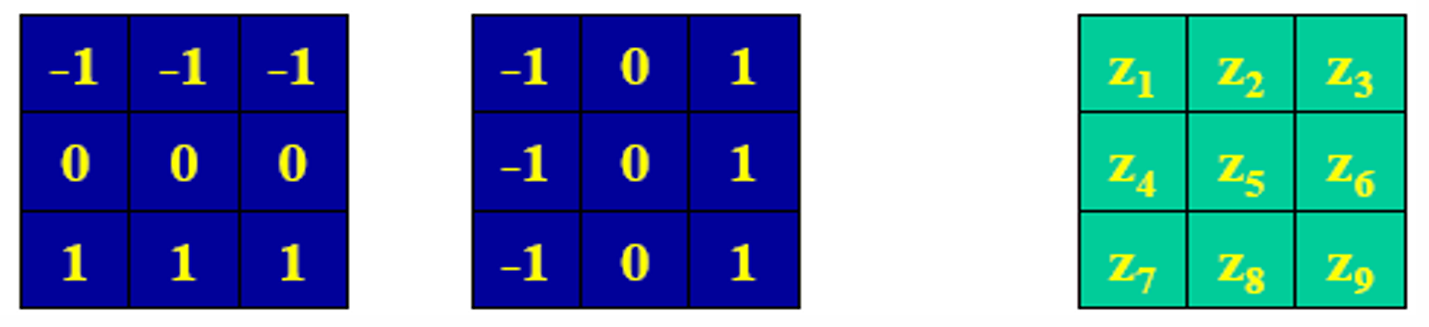 -1 -1 -1 -1 0 1 z₁ z₂ z₃
0 0 0 -1 0 1 z₄ z₅ z₆
1 1 1 -1 0 1 z₇ z₈ z₉